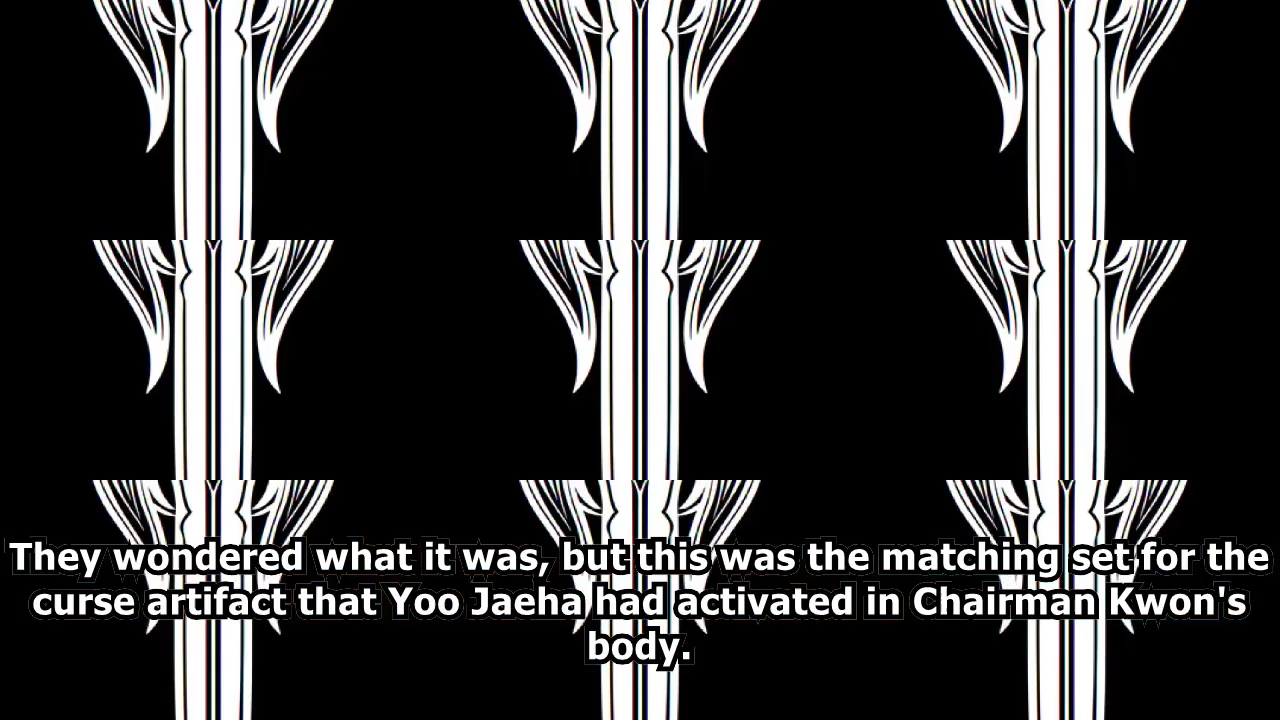 They wondered what it was, but this was the matching set for the
curse artifact that Yoo Jaeha had activated in Chairman Kwon's
body.